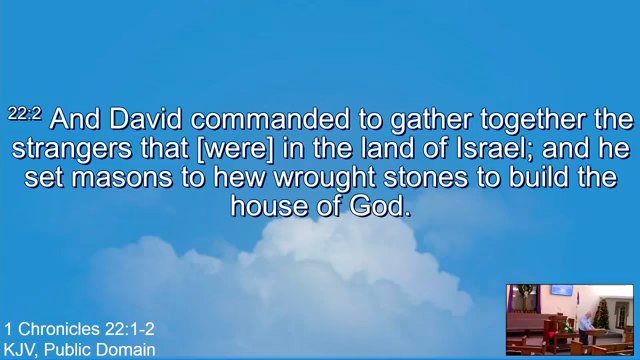 22:2 And David commanded to gather together the
strangers that [were] in the land of Israel; and he
set masons to hew wrought stones to build the
house of God.
1 Chronicles 22:1-2
KJV, Public Domain